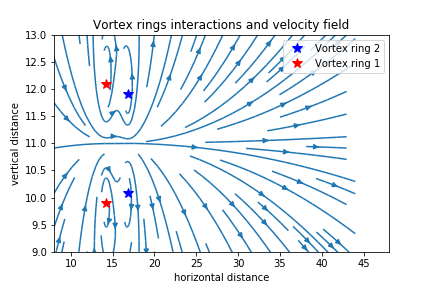 Vortex rings interactions and velocity field
Vortex ring 2
Vortex ring 1
vertical distance
13.0
12.5
12.0
11.5
11.0
10.5
10.0
9.5
9.0
10 15 20 25 30 35 40 45
horizontal distance